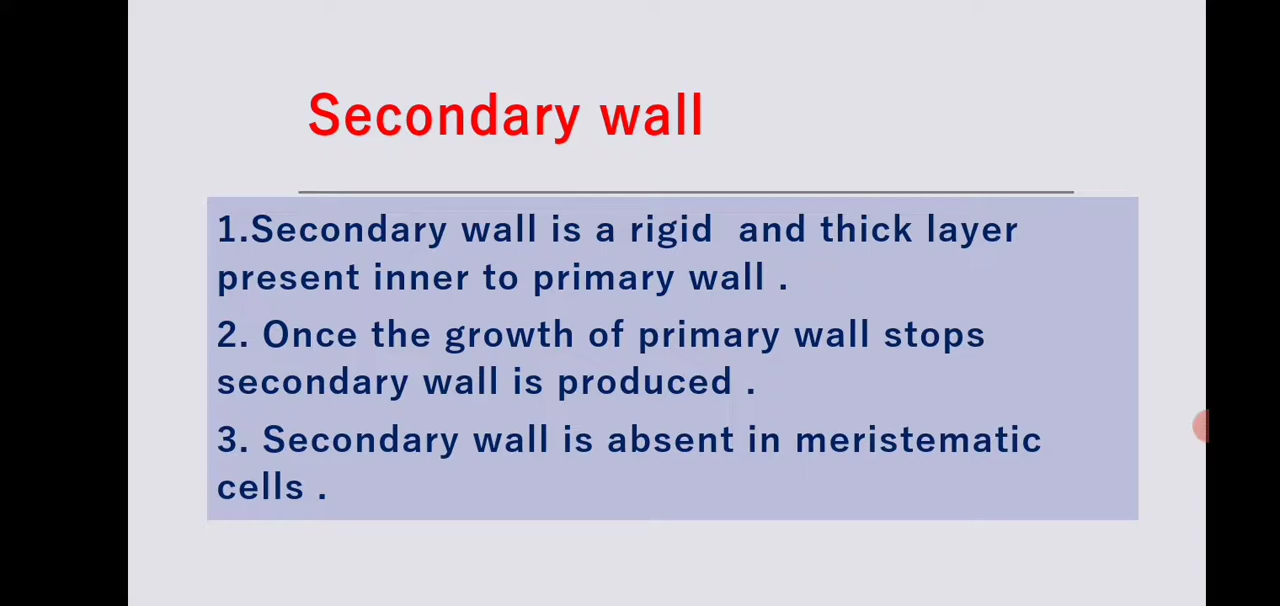 Secondary wall
1.Secondary wall is a rigid  and thick layer
present inner to primary wall .
2. Once the growth of primary wall stops
secondary wall is produced .
3. Secondary wall is absent in meristematic
cells .